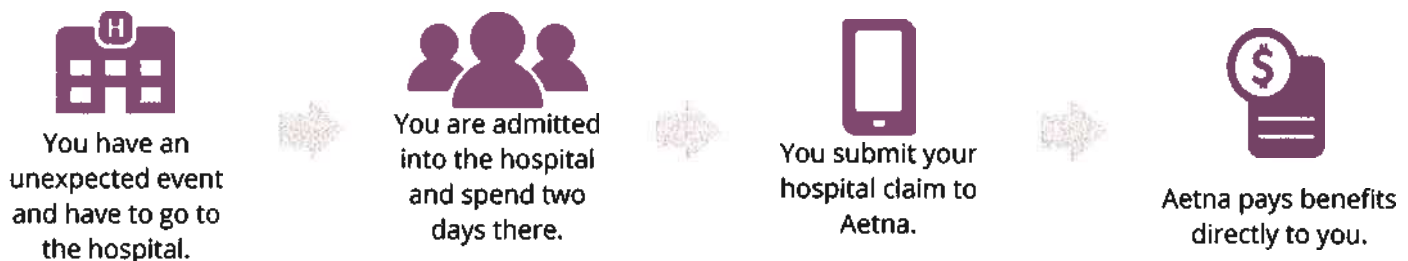 H
You have an
unexpected event
and have to go to
the hospital.
You are admitted
into the hospital
and spend two
days there.
You submit your
hospital claim to
Aetna.
$
Aetna pays benefits
directly to you.